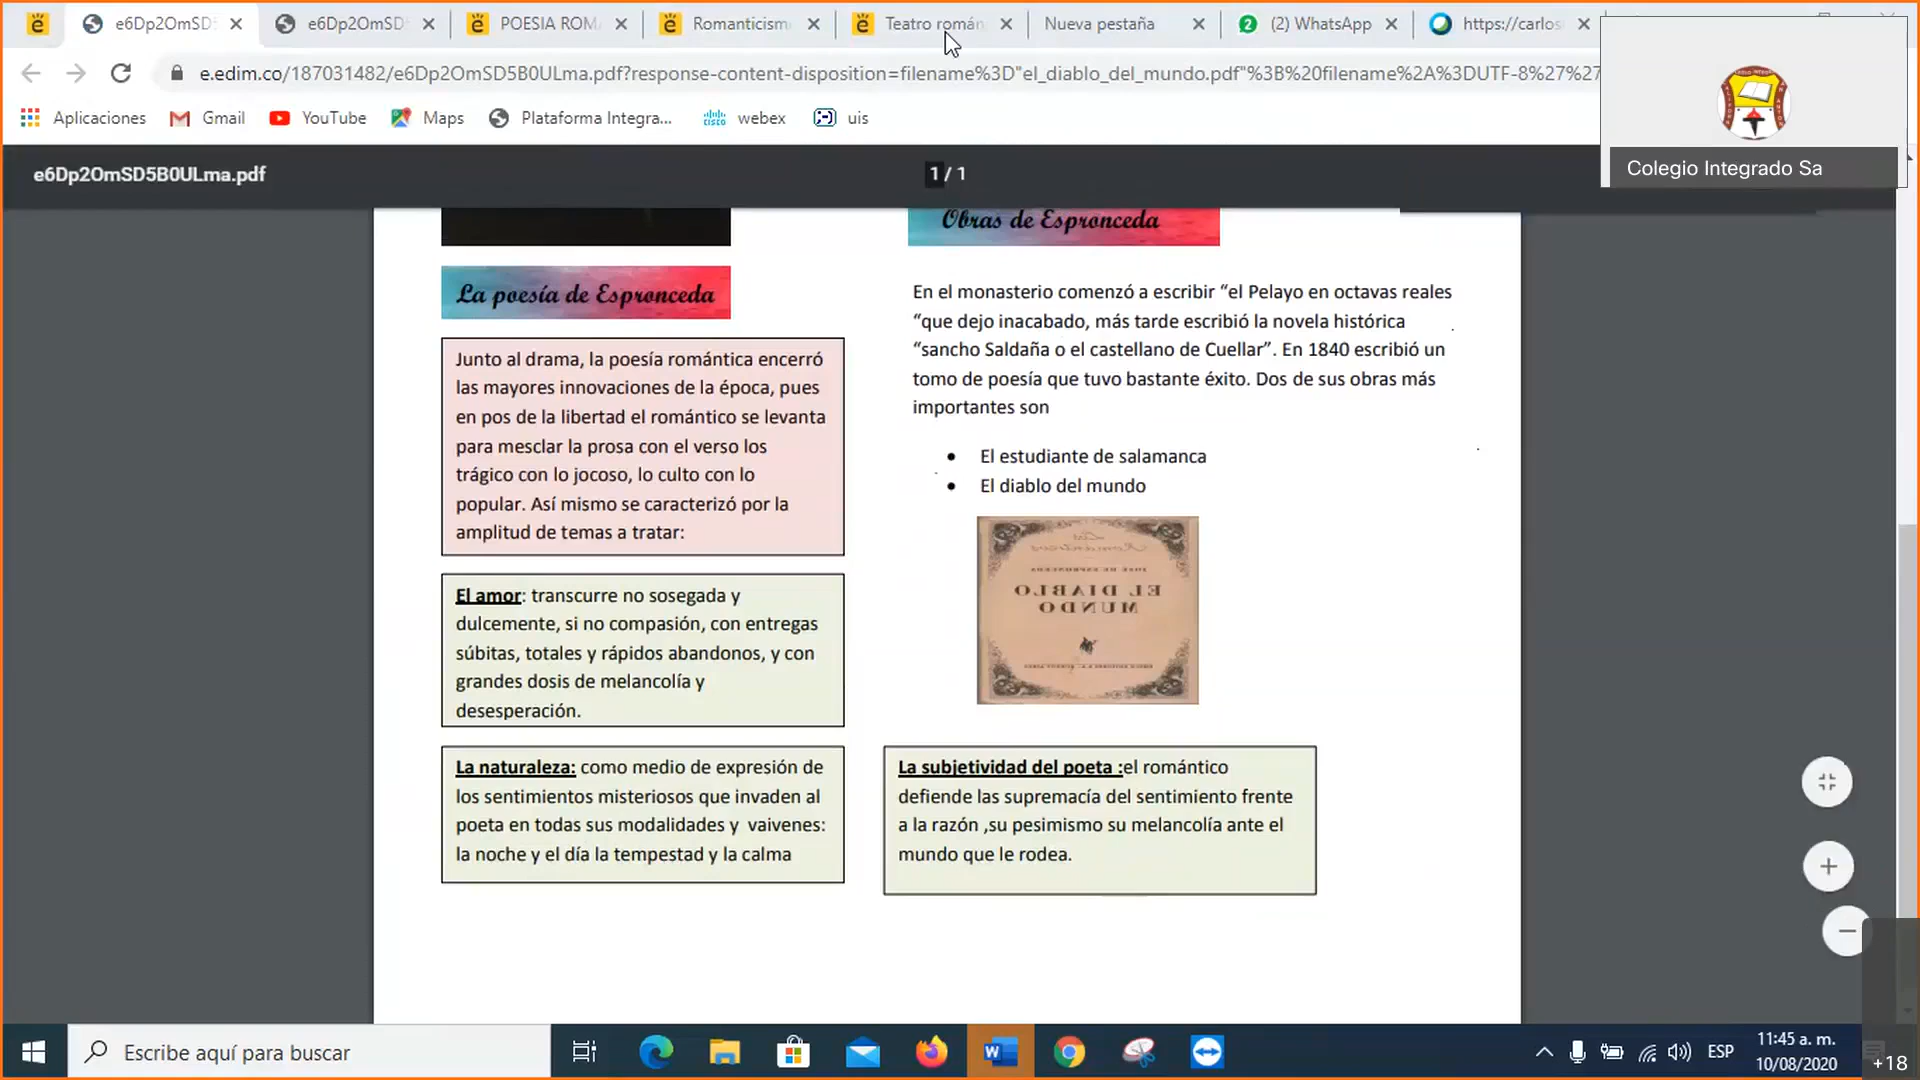 e6Dp2OmSD
e6Dp2OmSD
POESIA ROM
Romanticism
Teatro román
Nueva pestaña
2
(2) WhatsApp
https://carlos
e.edim.co/187031482/e6Dp2OmSD5B0ULma.pdf?response-content-disposition=filename%3D"el_diablo_del_mundo.pdf"%3B%20filename%2A%3DUTF-8%27%27
Aplicaciones
Gmail
YouTube
Maps
Plataforma Integra...
cisco
webex
uis
Colegio Integrado Sa
e6Dp2OmSD5B0ULma.pdf
1 / 1
Obras de Espronceda
La poesía de Espronceda
Junto al drama, la poesía romántica encerró
las mayores innovaciones de la época, pues
en pos de la libertad el romántico se levanta
para mesclar la prosa con el verso los
trágico con lo jocoso, lo culto con lo
popular. Así mismo se caracterizó por la
amplitud de temas a tratar:
El amor: transcurre no sosegada y
dulcemente, si no compasión, con entregas
súbitas, totales y rápidos abandonos, y con
grandes dosis de melancolía y
desesperación.
La naturaleza: como medio de expresión de
los sentimientos misteriosos que invaden al
poeta en todas sus modalidades y vaivenes:
la noche y el día la tempestad y la calma
En el monasterio comenzó a escribir “el Pelayo en octavas reales
“que dejo inacabado, más tarde escribió la novela histórica
“sancho Saldaña o el castellano de Cuellar”. En 1840 escribió un
tomo de poesía que tuvo bastante éxito. Dos de sus obras más
importantes son
• El estudiante de salamanca
• El diablo del mundo
Los
Románticos
JOSÉ DE ESPRONCEDA
EL DIABLO
MUNDO
La subjetividad del poeta :el romántico
defiende las supremacía del sentimiento frente
a la razón ,su pesimismo su melancolía ante el
mundo que le rodea.
Escribe aquí para buscar
ESP
11:45 a. m.
10/08/2020
+18